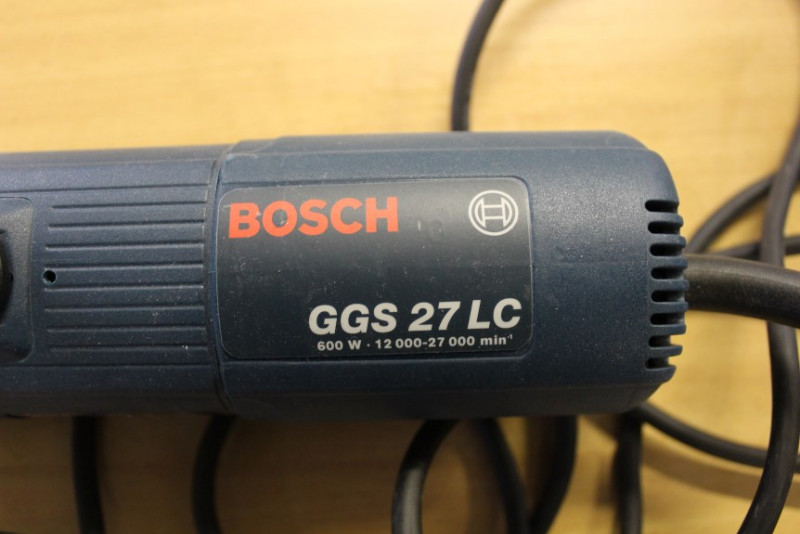 BOSCH
GGS 27 LC
600 W · 12 000-27 000 min⁻¹